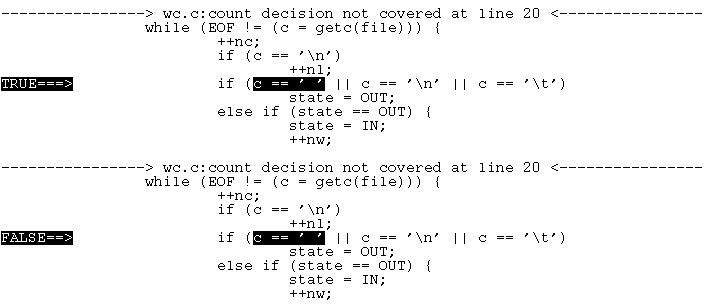 ----------------> wc.c:count decision not covered at line 20 <----------------
while (EOF != (c = getc(file))) {
++nc;
if (c == '\n')
++nl;
TRUE===> if (c == ' ' || c == '\n' || c == '\t')
state = OUT;
else if (state == OUT) {
state = IN;
++nw;
----------------> wc.c:count decision not covered at line 20 <----------------
while (EOF != (c = getc(file))) {
++nc;
if (c == '\n')
++nl;
FALSE==> if (c == ' ' || c == '\n' || c == '\t')
state = OUT;
else if (state == OUT) {
state = IN;
++nw;